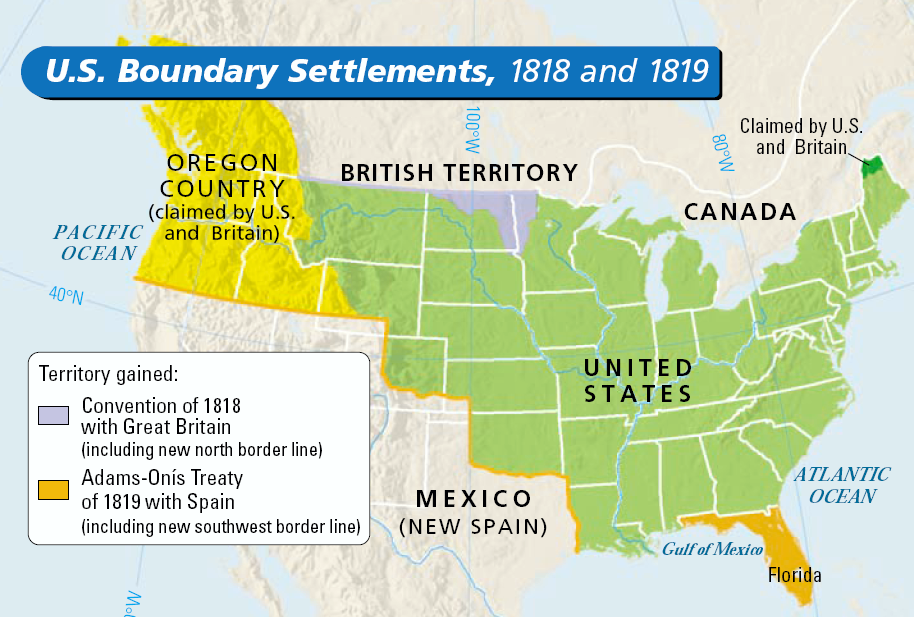 U.S. Boundary Settlements, 1818 and 1819
100°W
80°W
Claimed by U.S.
and Britain
OREGON
COUNTRY
(claimed by U.S.
and Britain)
BRITISH TERRITORY
CANADA
PACIFIC
OCEAN
40°N
Territory gained:
Convention of 1818
with Great Britain
(including new north border line)
Adams-Onís Treaty
of 1819 with Spain
(including new southwest border line)
UNITED
STATES
MEXICO
(NEW SPAIN)
ATLANTIC
OCEAN
Gulf of Mexico
Florida